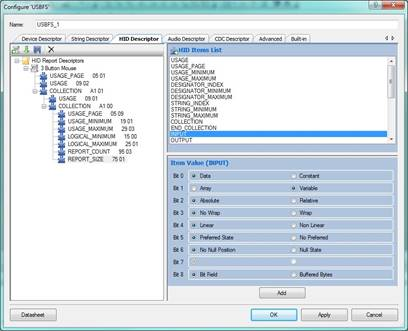 Configure 'USBFS'
Name: USBFS_1
Device Descriptor String Descriptor HID Descriptor Audio Descriptor CDC Descriptor Advanced Built-in
HID Report Descriptors
3 Button Mouse
USAGE_PAGE 05 01
USAGE 09 02
COLLECTION A1 01
USAGE 09 01
COLLECTION A1 00
USAGE_PAGE 05 09
USAGE_MINIMUM 19 01
USAGE_MAXIMUM 29 03
LOGICAL_MINIMUM 15 00
LOGICAL_MAXIMUM 25 01
REPORT_COUNT 95 03
REPORT_SIZE 75 01
HID Items List
USAGE
USAGE_MINIMUM
USAGE_MAXIMUM
DESIGNATOR_INDEX
DESIGNATOR_MINIMUM
DESIGNATOR_MAXIMUM
STRING_INDEX
STRING_MINIMUM
STRING_MAXIMUM
COLLECTION
END_COLLECTION
INPUT
OUTPUT
Item Value (INPUT)
Bit 0 Data Constant
Bit 1 Array Variable
Bit 2 Absolute Relative
Bit 3 No Wrap Wrap
Bit 4 Linear Non Linear
Bit 5 Preferred State No Preferred
Bit 6 No Null Position Null State
Bit 7
Bit 8 Bit Field Buffered Bytes
Add
Datasheet OK Apply Cancel